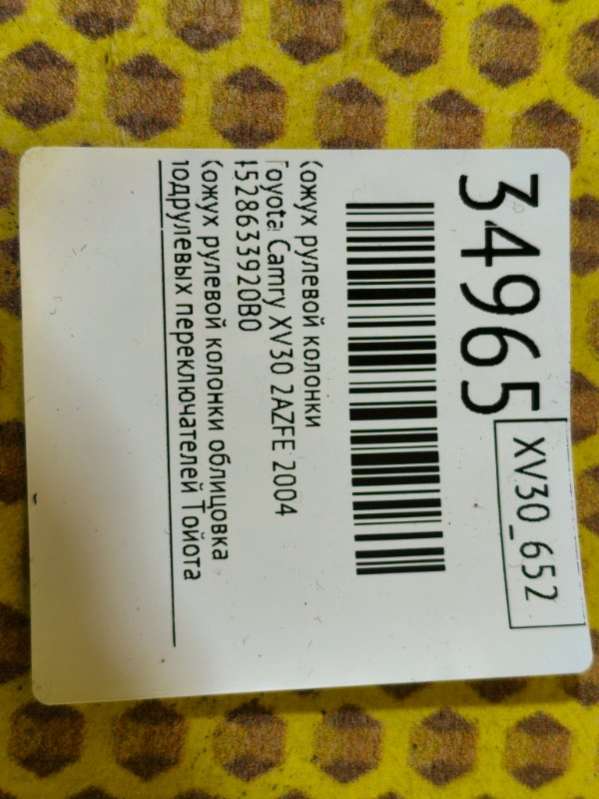 34965
XV30_652
Кожух рулевой колонки
Toyota Camry XV30 2AZFE 2004
4528633920B0
Кожух рулевой колонки облицовка
подрулевых переключателей Тойота